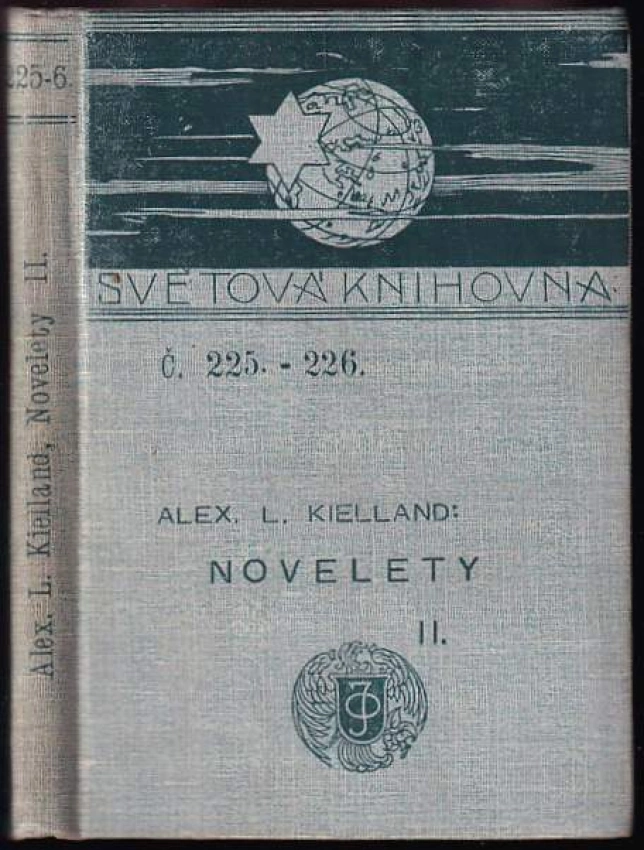 225-6.
Alex. L. Kielland, Novelety II.
SVĚTOVÁ KNIHOVNA
Č. 225. - 226.
ALEX. L. KIELLAND:
NOVELETY
II.